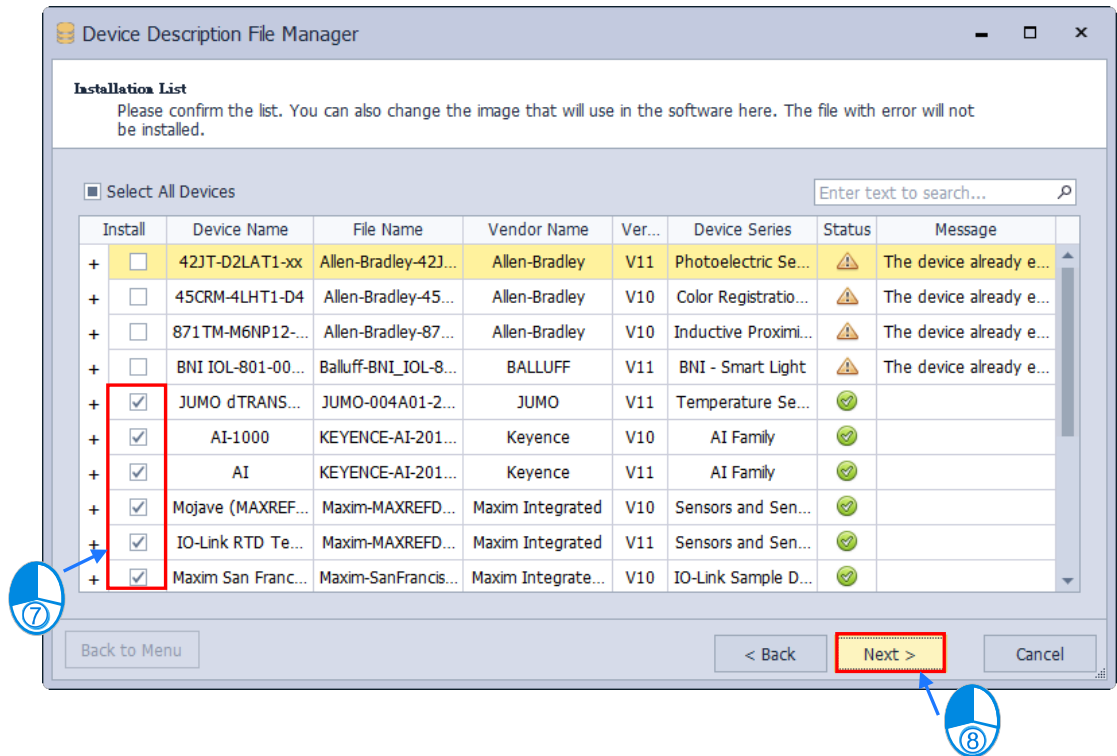 Device Description File Manager
Installation List
Please confirm the list. You can also change the image that will use in the software here. The file with error will not
be installed.
Select All Devices
Enter text to search...
Install Device Name File Name Vendor Name Ver... Device Series Status Message
+ 42JT-D2LAT1-xx Allen-Bradley-42J... Allen-Bradley V11 Photoelectric Se... The device already e...
+ 45CRM-4LHT1-D4 Allen-Bradley-45... Allen-Bradley V10 Color Registratio... The device already e...
+ 871TM-M6NP12-... Allen-Bradley-87... Allen-Bradley V10 Inductive Proximi... The device already e...
+ BNI IOL-801-00... Balluff-BNI_IOL-8... BALLUFF V11 BNI - Smart Light The device already e...
+ JUMO dTRANS... JUMO-004A01-2... JUMO V11 Temperature Se...
+ AI-1000 KEYENCE-AI-201... Keyence V10 AI Family
+ AI KEYENCE-AI-201... Keyence V11 AI Family
+ Mojave (MAXREF... Maxim-MAXREFD... Maxim Integrated V10 Sensors and Sen...
+ IO-Link RTD Te... Maxim-MAXREFD... Maxim Integrated V11 Sensors and Sen...
+ Maxim San Franc... Maxim-SanFrancis... Maxim Integrate... V10 IO-Link Sample D...
⑦
Back to Menu < Back Next > Cancel
⑧